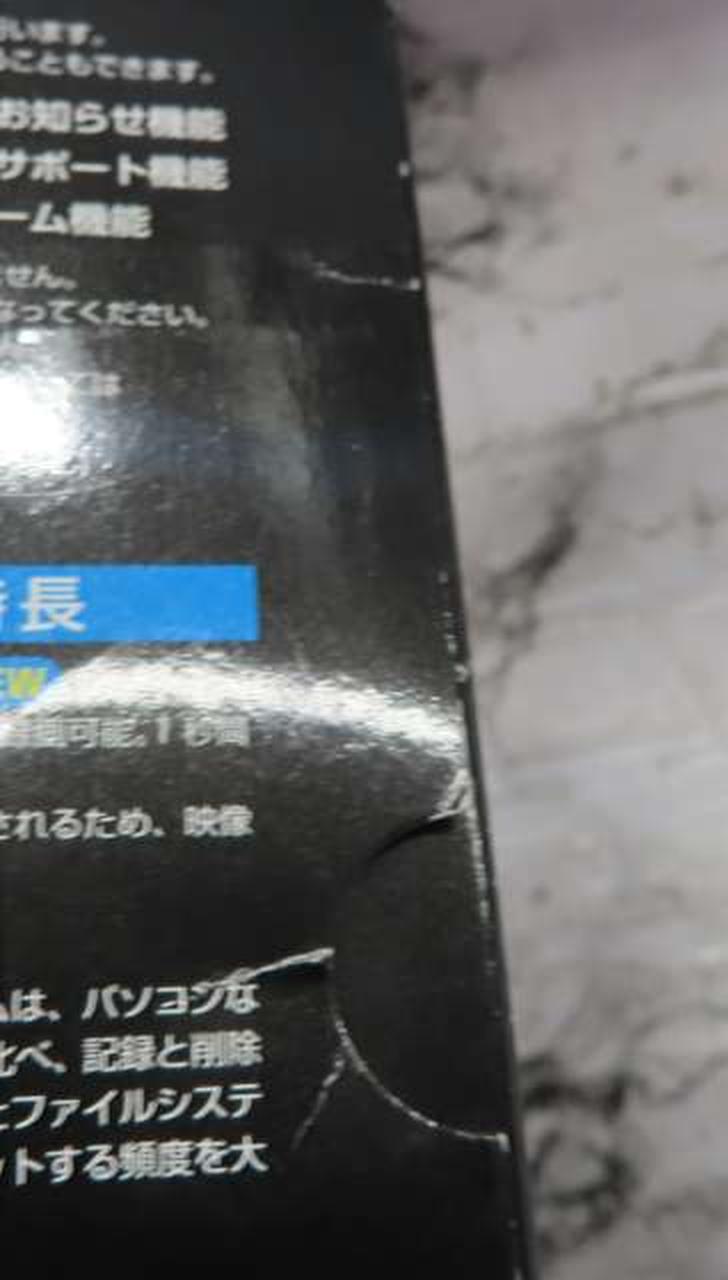 います。
こともできます。
お知らせ機能
サポート機能
ーム機能
せん。
なってください。
ては
長
EW
可能。1秒間
されるため、映像
ムは、パソコンな
比べ、記録と削除
ファイルシステ
ットする頻度を大